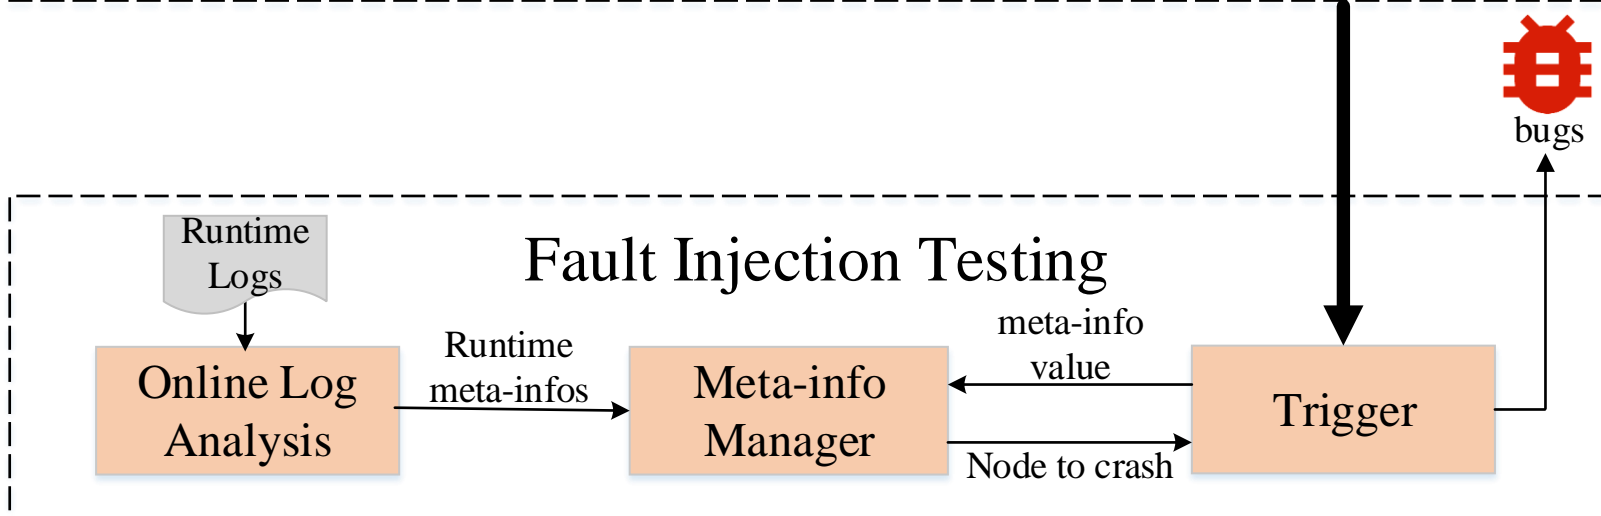 bugs
Runtime
Logs
Fault Injection Testing
Online Log
Analysis
Runtime
meta-infos
Meta-info
Manager
meta-info
value
Node to crash
Trigger